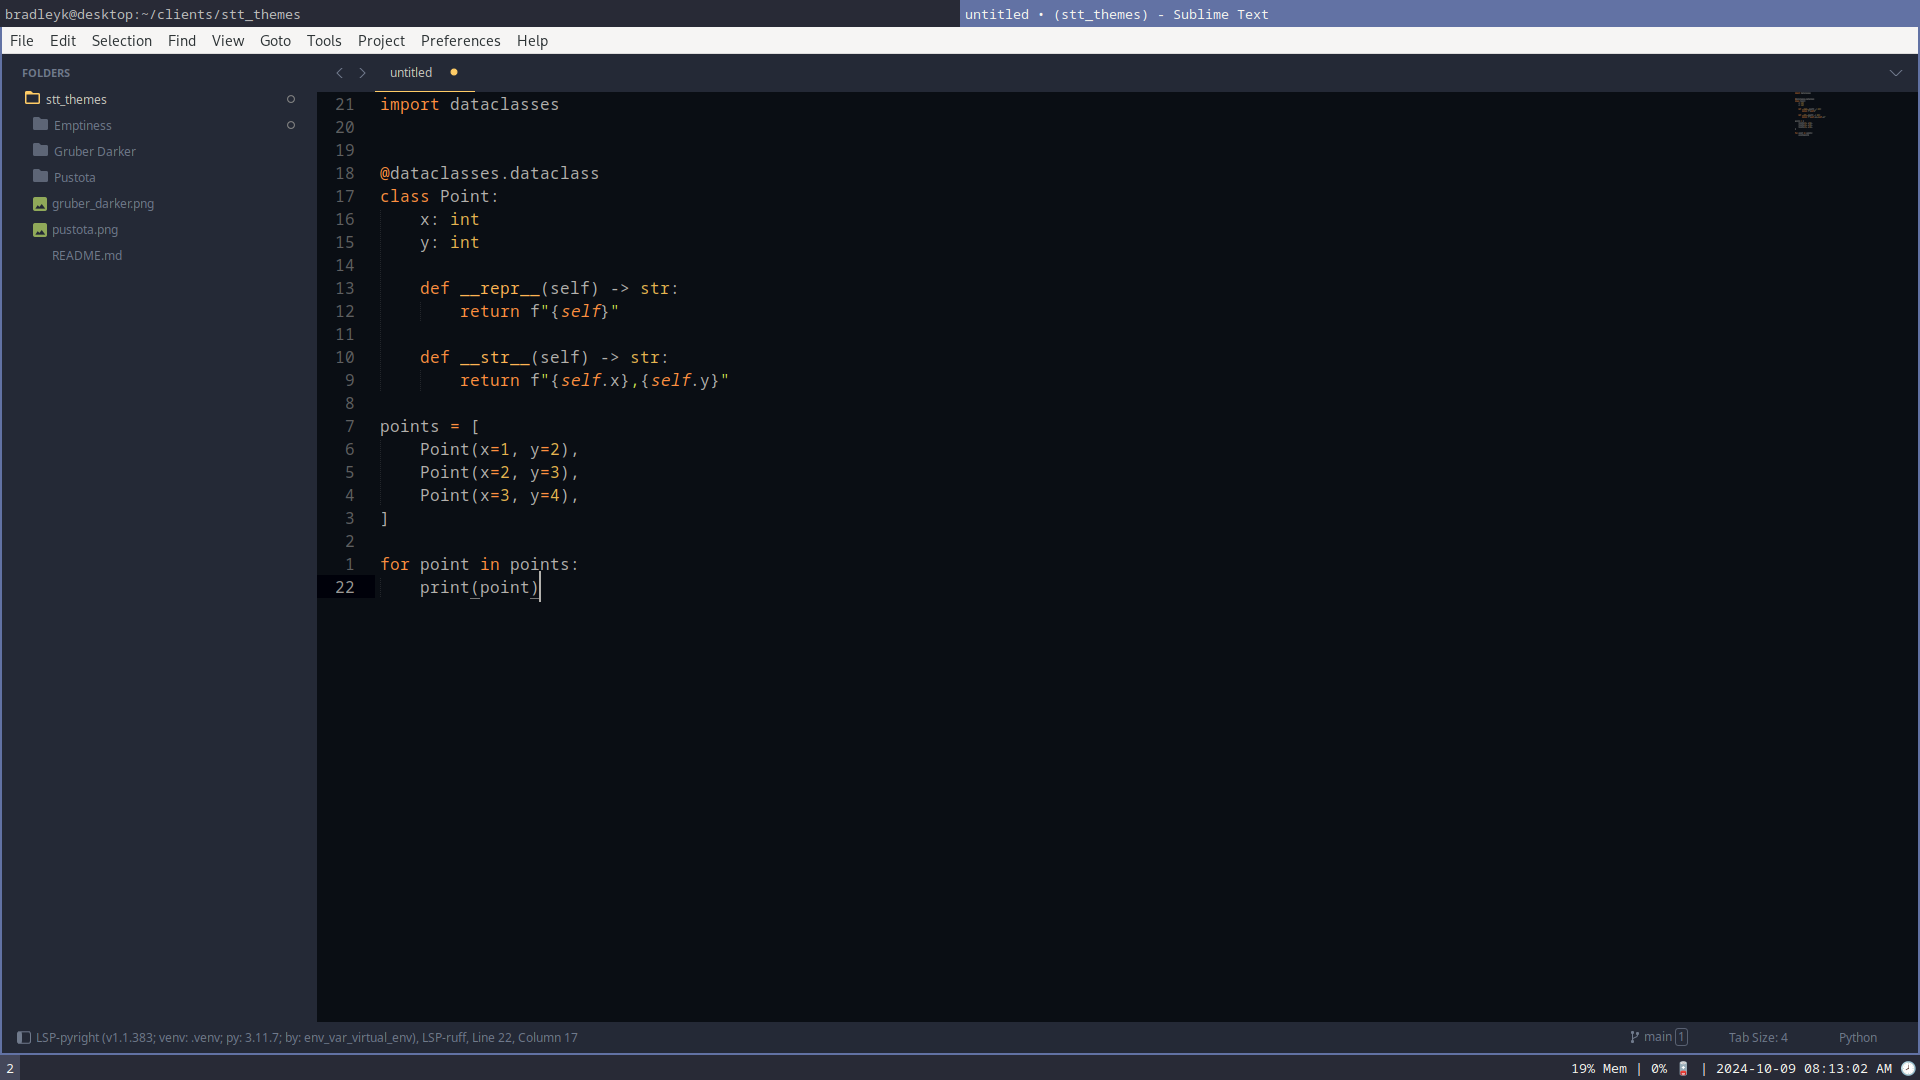 bradleyk@desktop:~/clients/stt_themes
untitled • (stt_themes) - Sublime Text
File Edit Selection Find View Goto Tools Project Preferences Help
FOLDERS
stt_themes
Emptiness
Gruber Darker
Pustota
gruber_darker.png
pustota.png
README.md
untitled
21 import dataclasses
20
19
18 @dataclasses.dataclass
17 class Point:
16     x: int
15     y: int
14
13     def __repr__(self) -> str:
12         return f"{self}"
11
10     def __str__(self) -> str:
9         return f"{self.x},{self.y}"
8
7 points = [
6     Point(x=1, y=2),
5     Point(x=2, y=3),
4     Point(x=3, y=4),
3 ]
2
1 for point in points:
22     print(point)
LSP-pyright (v1.1.383; venv: .venv; py: 3.11.7; by: env_var_virtual_env), LSP-ruff, Line 22, Column 17
main 1
Tab Size: 4
Python
2
19% Mem | 0% | 2024-10-09 08:13:02 AM